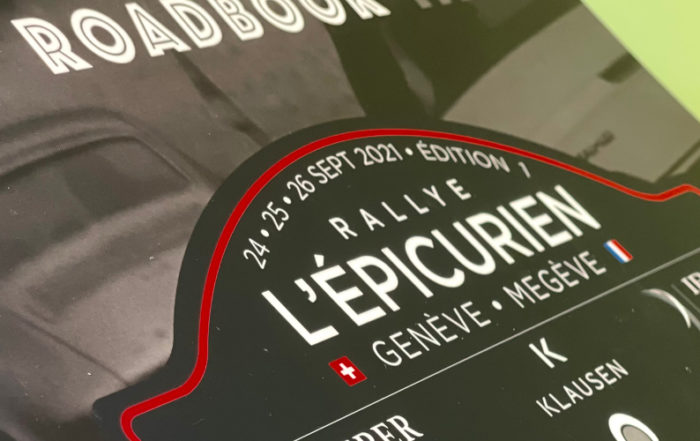 ROADBOOK
24 • 25 • 26 SEPT 2021 • ÉDITION 1
RALLYE
L'ÉPICURIEN
GENÈVE • MEGÈVE
K
KLAUSEN